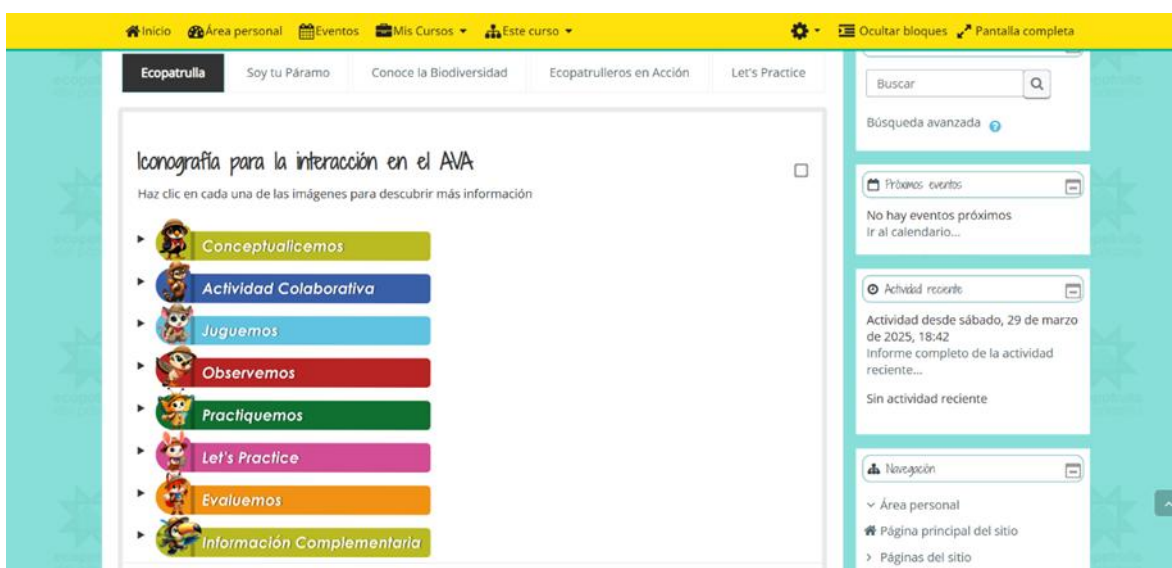 Inicio Área personal Eventos Mis Cursos Este curso Ocultar bloques Pantalla completa
Ecopatrulla Soy tu Páramo Conoce la Biodiversidad Ecopatrulleros en Acción Let's Practice
Iconografía para la interacción en el AVA
Haz clic en cada una de las imágenes para descubrir más información
Conceptualicemos
Actividad Colaborativa
Juguemos
Observemos
Practiquemos
Let's Practice
Evaluemos
Información Complementaria
Buscar
Búsqueda avanzada
Próximos eventos
No hay eventos próximos
Ir al calendario...
Actividad reciente
Actividad desde sábado, 29 de marzo
de 2025, 18:42
Informe completo de la actividad
reciente...
Sin actividad reciente
Navegación
Área personal
Página principal del sitio
Páginas del sitio